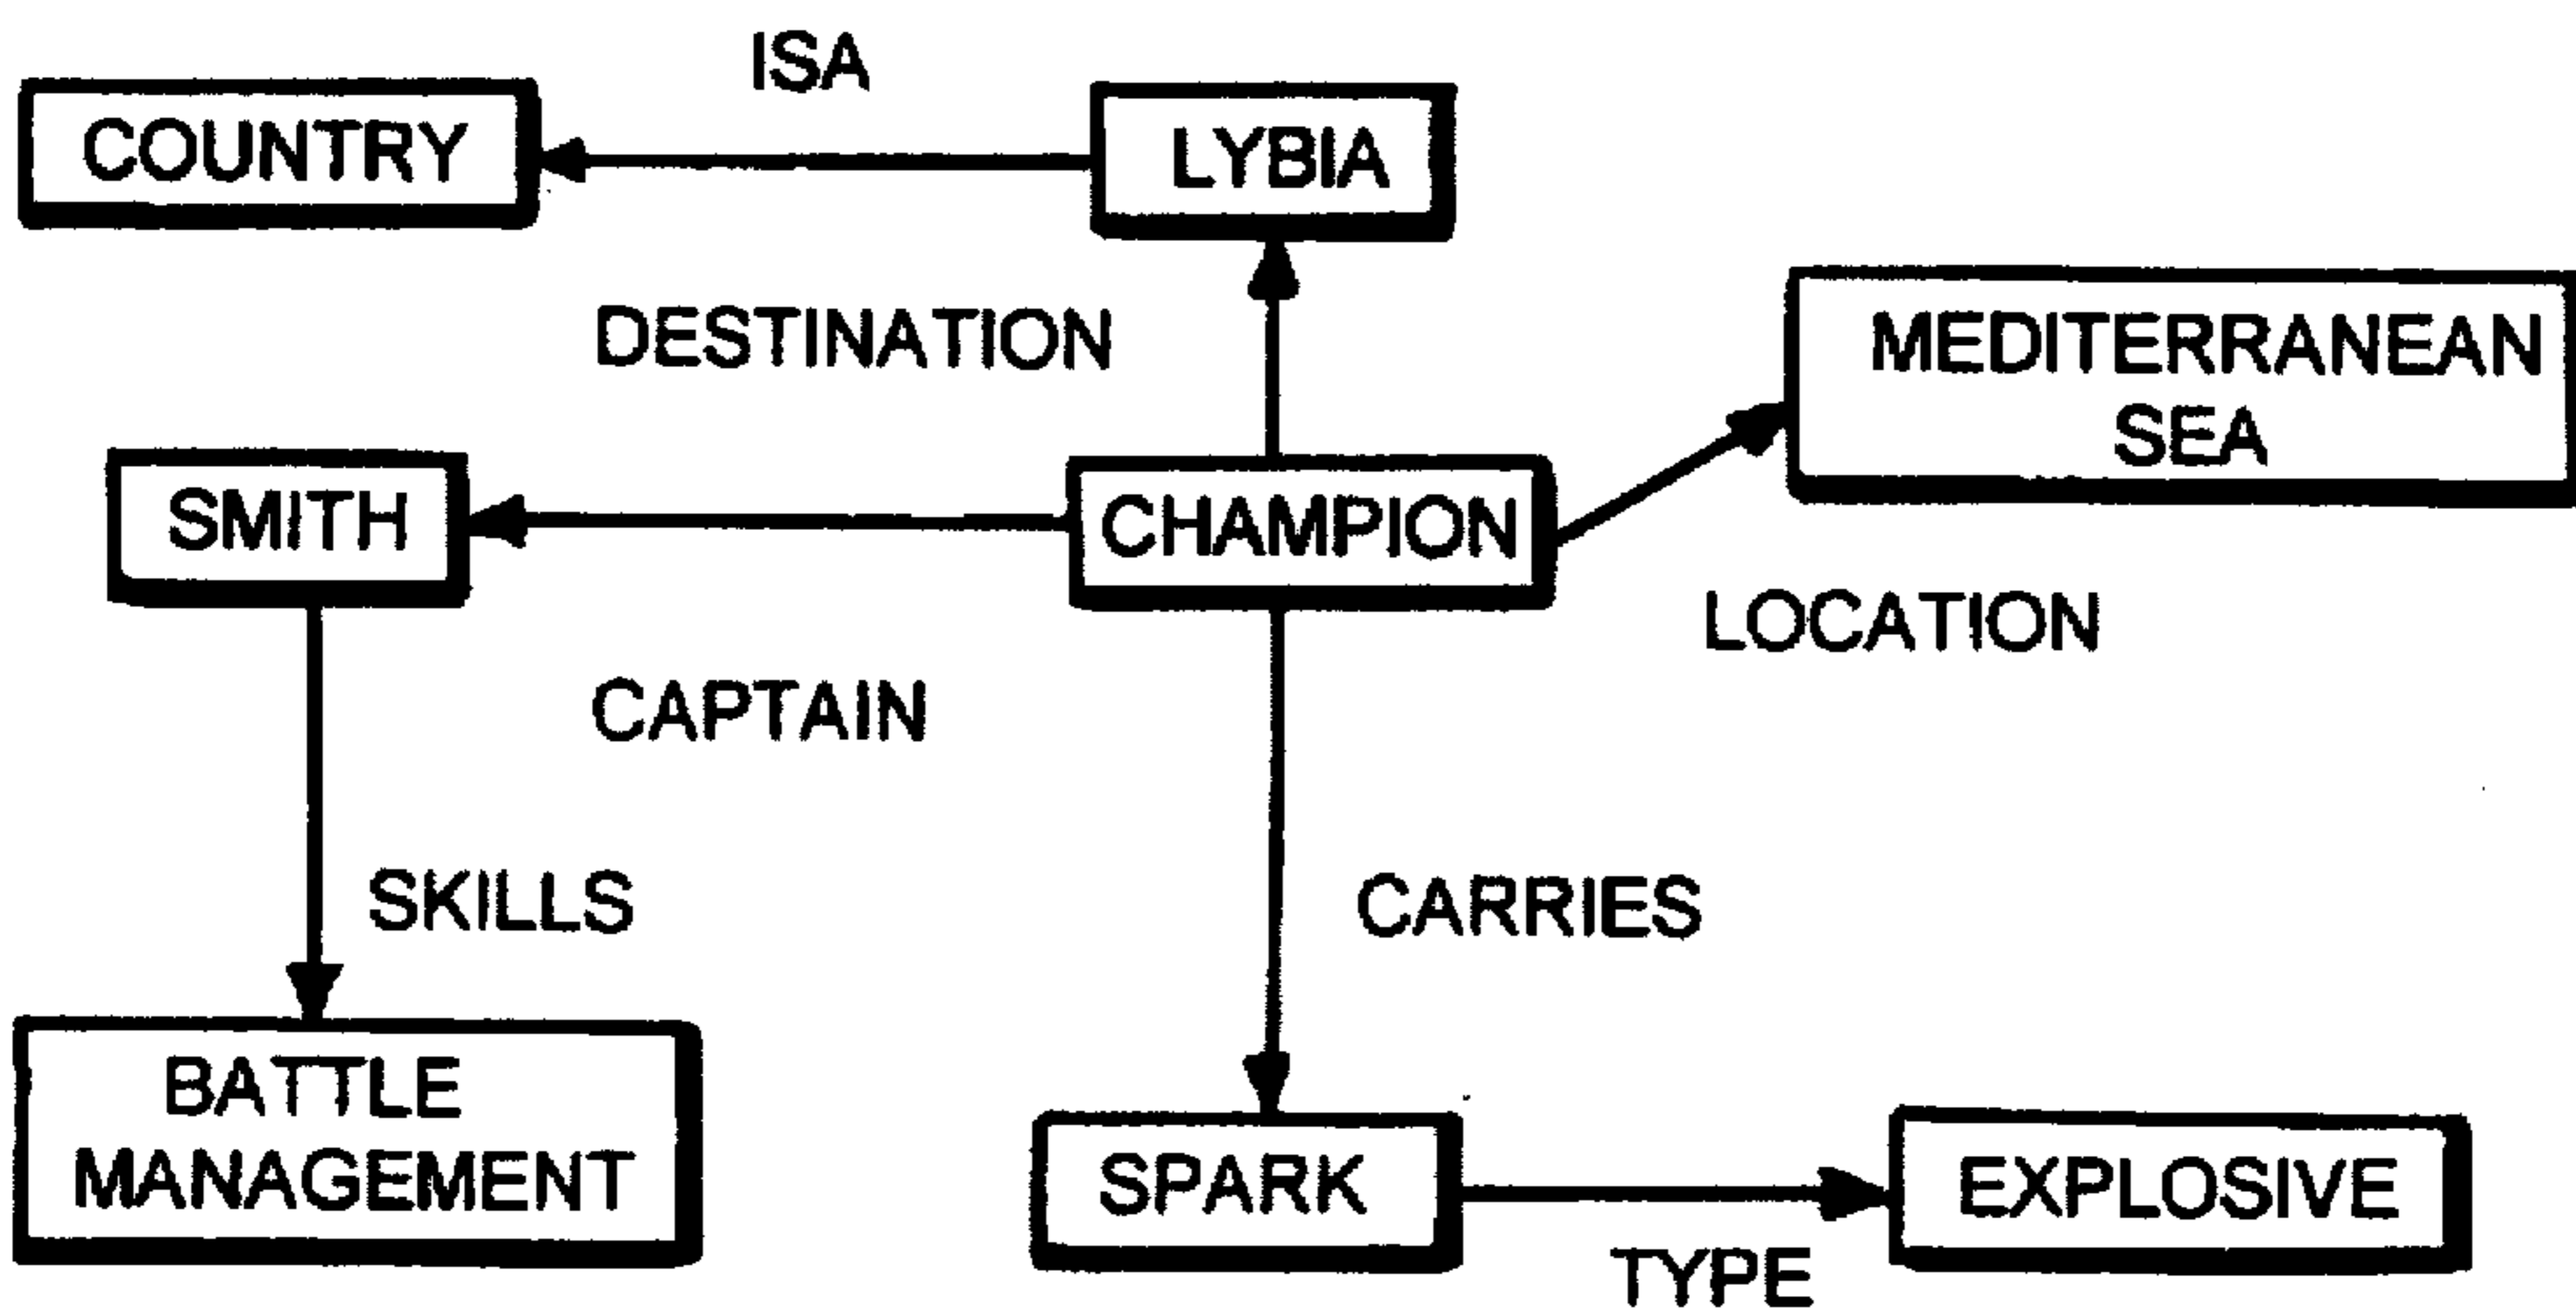 ISA
COUNTRY
LYBIA
DESTINATION
MEDITERRANEAN
SEA
SMITH
CHAMPION
LOCATION
CAPTAIN
SKILLS
CARRIES
BATTLE
MANAGEMENT
SPARK
EXPLOSIVE
TYPE